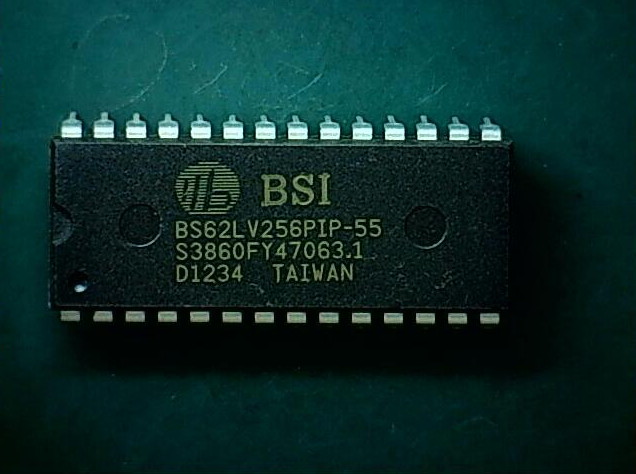 BSI
BS62LV256PIP-55
S3860FY47063.1
D1234 TAIWAN